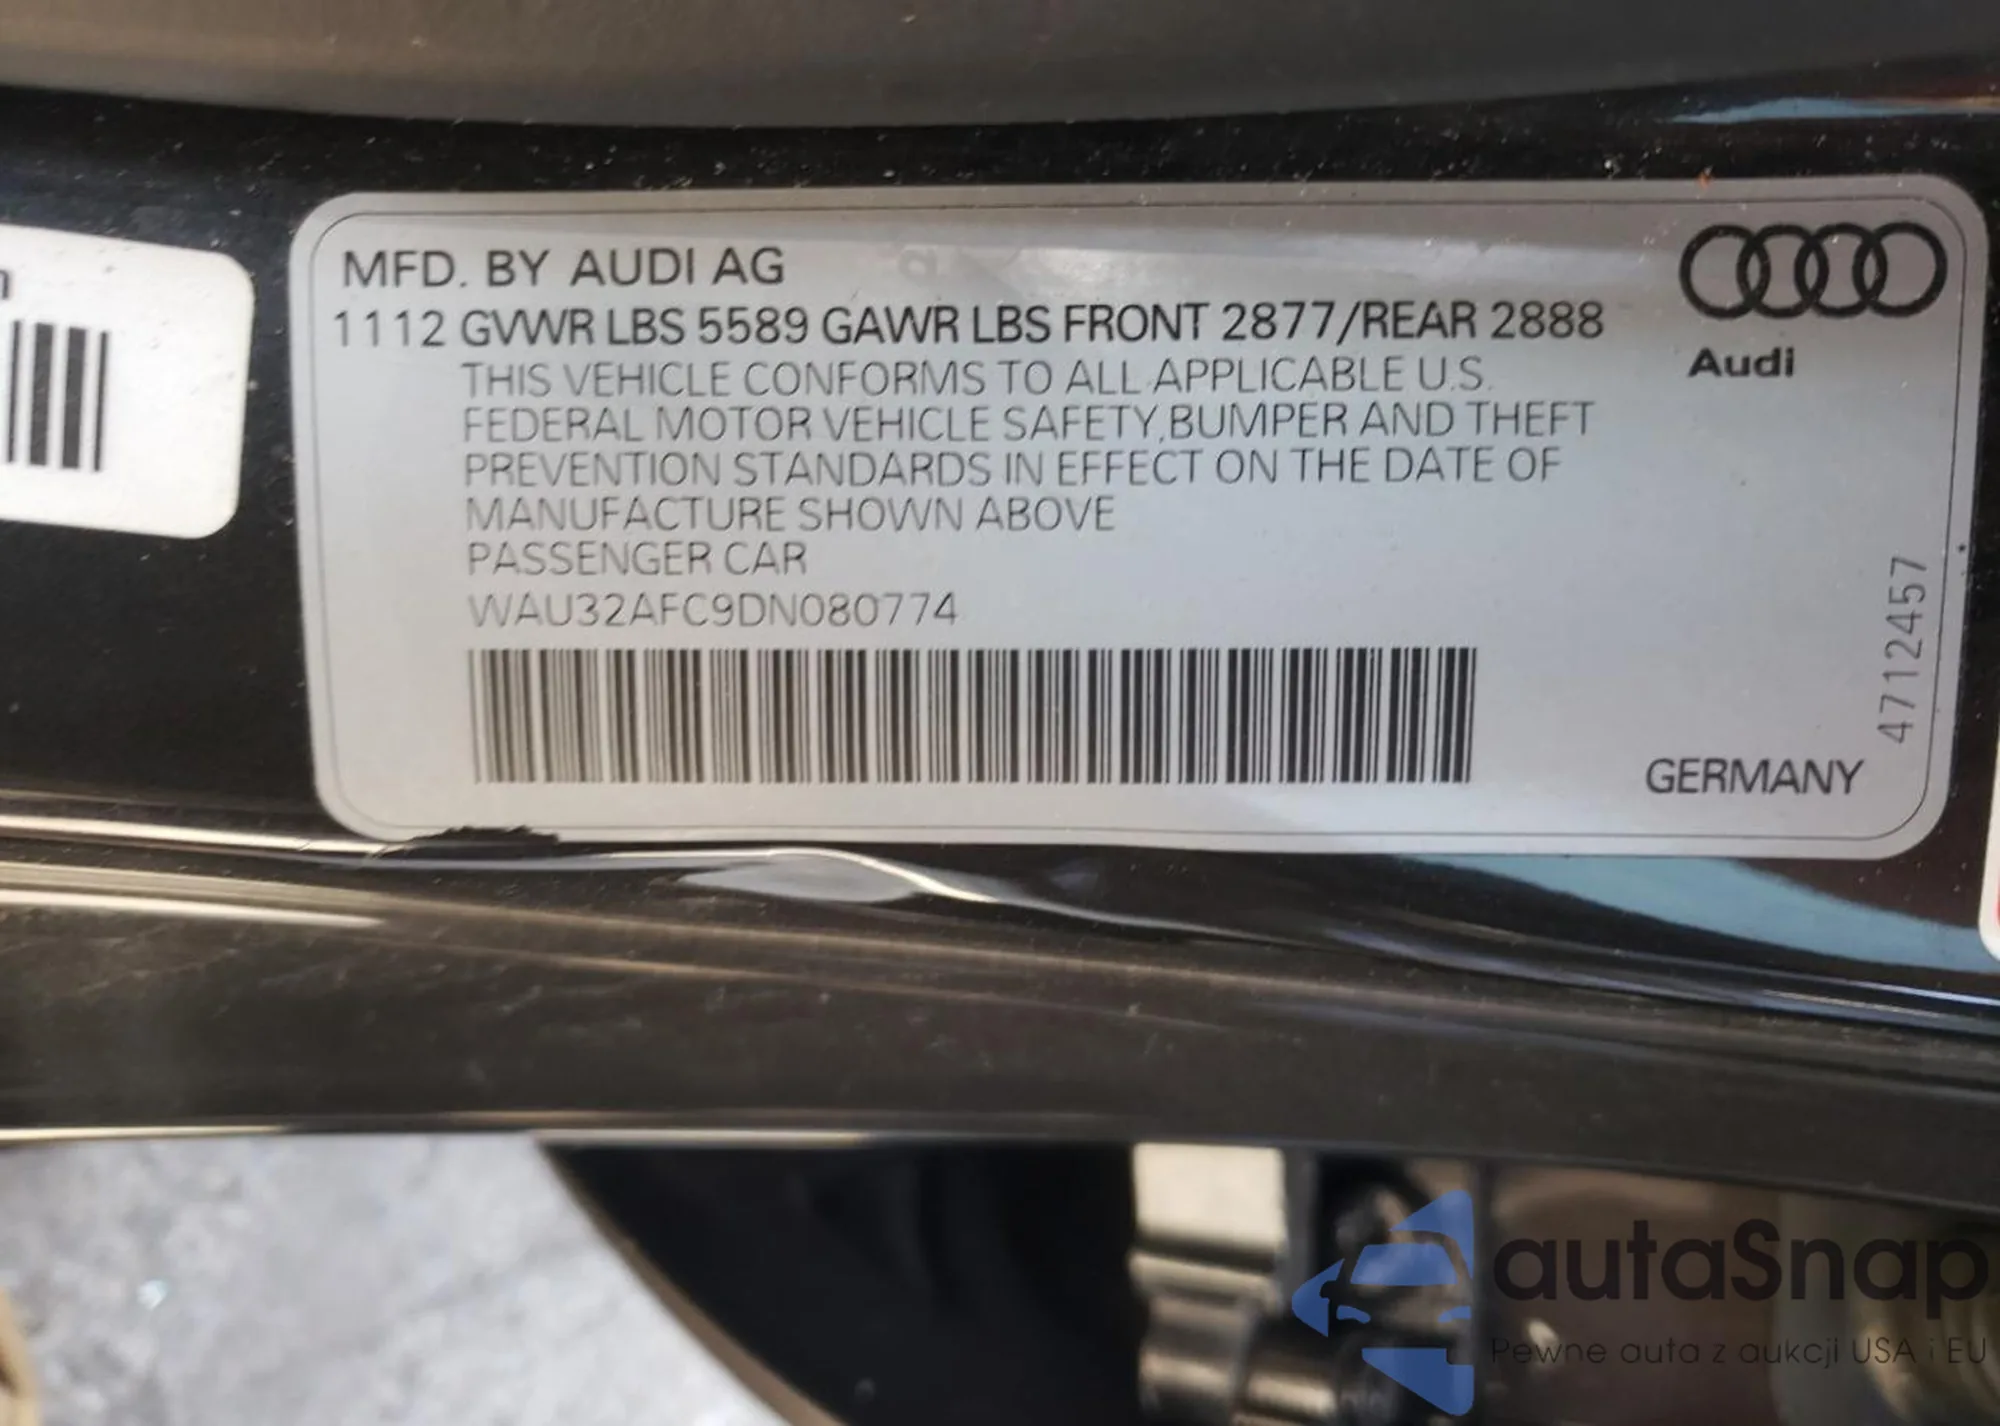 MFD. BY AUDI AG
1112 GVWR LBS 5589 GAWR LBS FRONT 2877/REAR 2888
THIS VEHICLE CONFORMS TO ALL APPLICABLE U.S.
FEDERAL MOTOR VEHICLE SAFETY, BUMPER AND THEFT
PREVENTION STANDARDS IN EFFECT ON THE DATE OF
MANUFACTURE SHOWN ABOVE
PASSENGER CAR
WAU32AFC9DN080774
Audi
4712457
GERMANY
autaSnap
Pewne auta z aukcji USA i EU